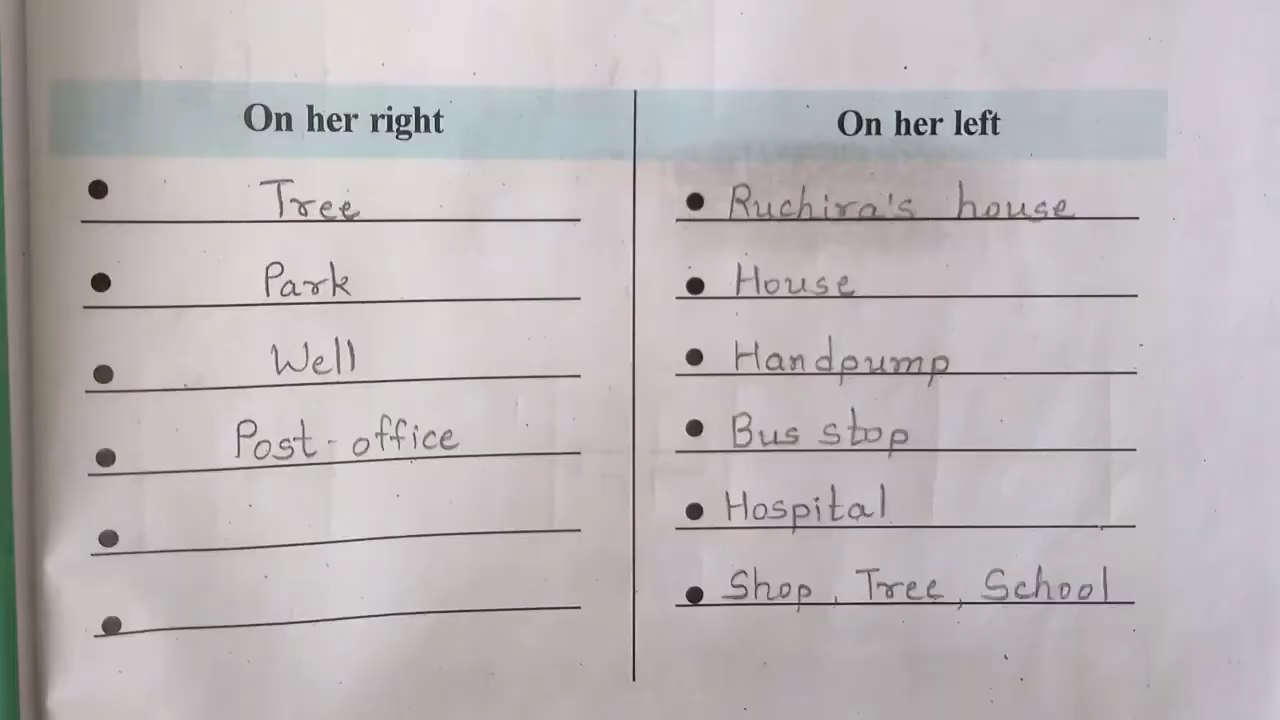 On her right
On her left
Tree
Ruchira's house
Park
House
Well
Handpump
Post-office
Bus stop
Hospital
Shop, Tree, School